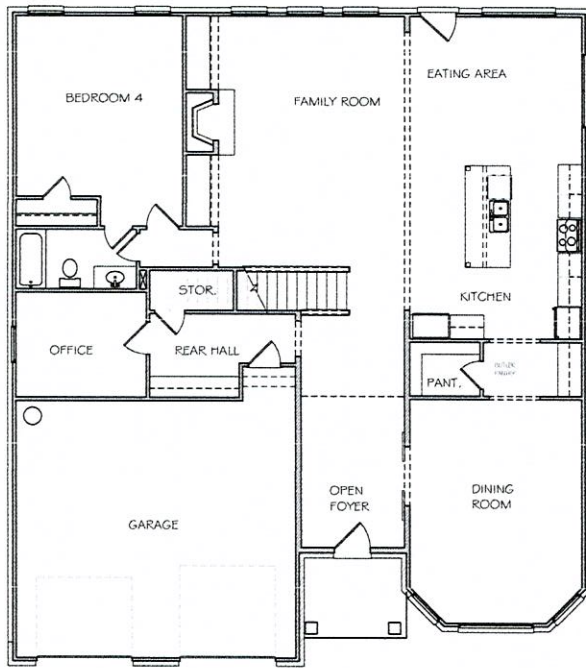 BEDROOM 4
FAMILY ROOM
EATING AREA
STOR.
KITCHEN
OFFICE
REAR HALL
PANT.
OPEN
FOYER
DINING
ROOM
GARAGE